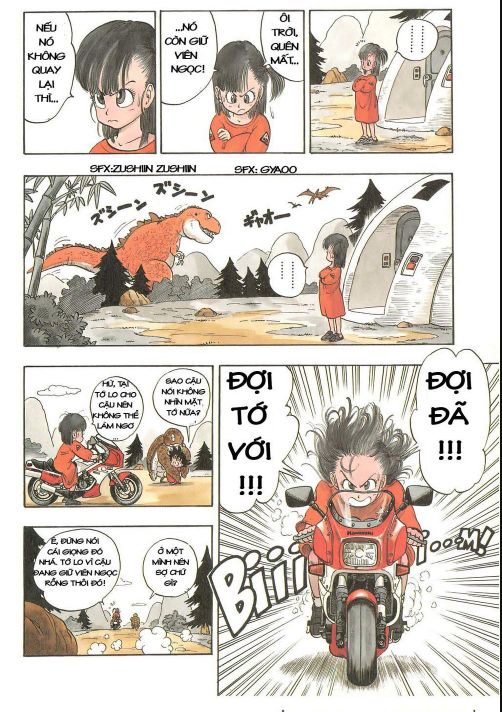 ......
ÔI
TRỜI,
QUÊN
MẤT...
...NÓ
CÒN GIỮ
VIÊN
NGỌC!
NẾU
NÓ
KHÔNG
QUAY
LẠI
THÌ...
SFX:ZUSHIIN ZUSHIIN
SFX: GYAOO
ズシーン
ズシーン
ギャオー
......
ĐỢI
ĐÃ
!!!
ĐỢI
TỚ
VỚI
!!!
Kawasaki
BiiiI
I--M!
SAO CẬU
NÓI KHÔNG
NHÌN MẶT
TỚ NỮA?
HỨ, TẠI
TỚ LO CHO
CẬU NÊN
KHÔNG THỂ
LÀM NGƠ
...
Ở MỘT
MÌNH NÊN
SỢ CHỨ
GÌ?
Ê, ĐỪNG NÓI
CÁI GIỌNG ĐÓ
NHÁ. TỚ LO VÌ CẬU
ĐANG GIỮ VIÊN NGỌC
RỒNG THÔI ĐÓ!